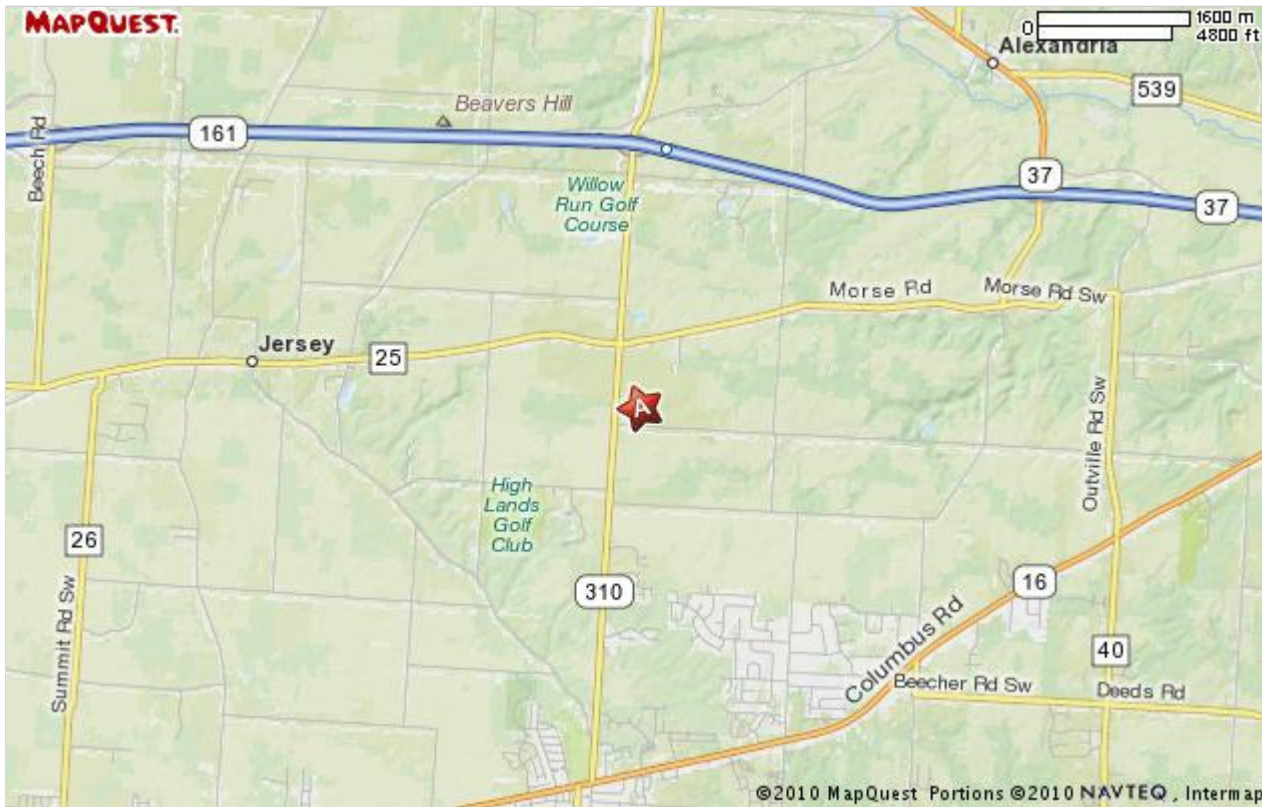 MAPQUEST.
0
1600 m
4800 ft
Alexandria
539
Beavers Hill
161
Beech Rd
37
37
Willow
Run Golf
Course
Morse Rd
Morse Rd Sw
Jersey
25
A
Outville Rd Sw
High
Lands
Golf
Club
26
310
16
Summit Rd Sw
Columbus Rd
40
Beecher Rd Sw
Deeds Rd
©2010 MapQuest Portions ©2010 NAVTEQ , Intermap